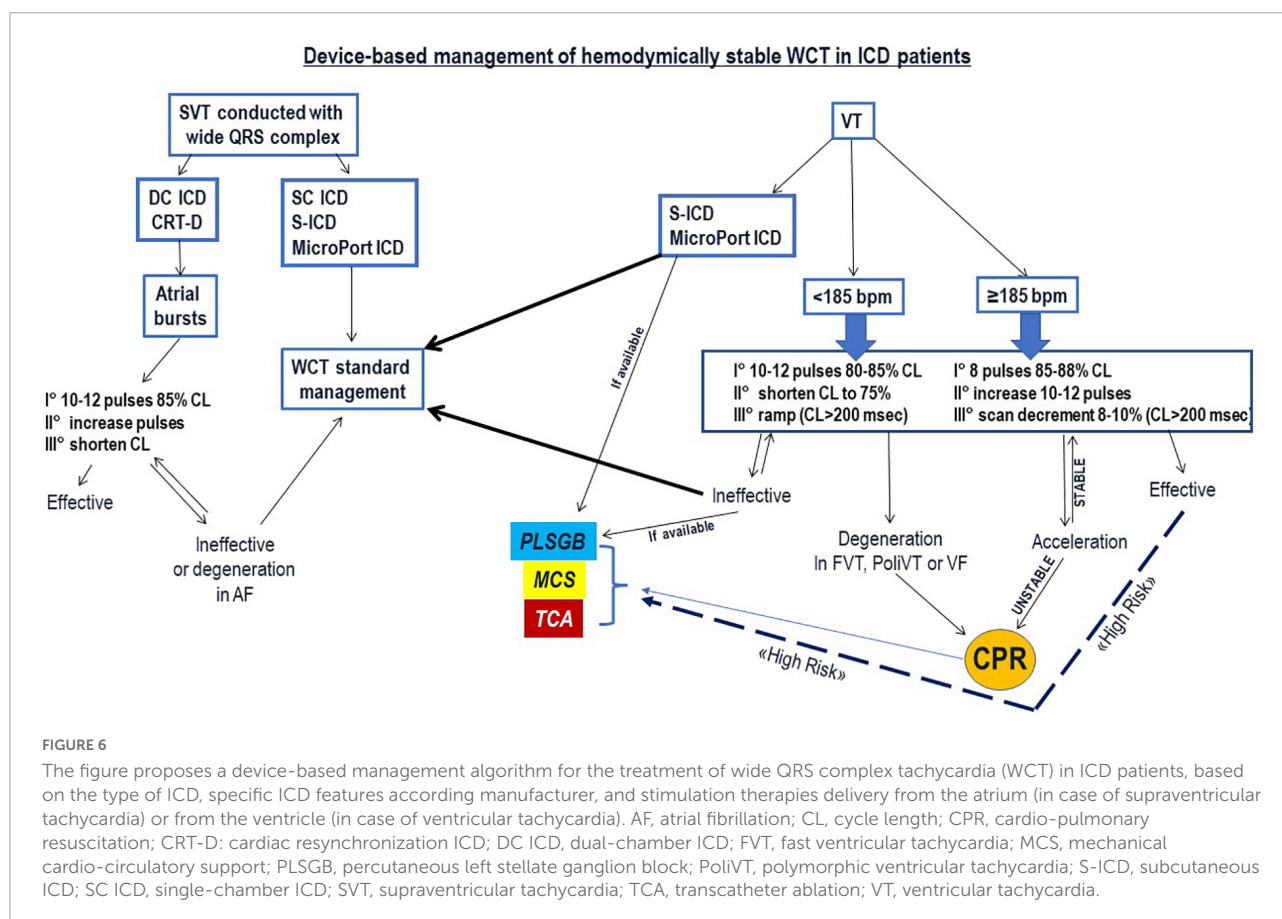 Device-based management of hemodymically stable WCT in ICD patients
SVT conducted with
wide QRS complex
DC ICD
CRT-D
SC ICD
S-ICD
MicroPort ICD
Atrial
bursts
I° 10-12 pulses 85% CL
II° increase pulses
III° shorten CL
Effective
Ineffective
or degeneration
in AF
WCT standard
management
VT
S-ICD
MicroPort ICD
<185 bpm
≥185 bpm
I° 10-12 pulses 80-85% CL
II° shorten CL to 75%
III° ramp (CL>200 msec)
I° 8 pulses 85-88% CL
II° increase 10-12 pulses
III° scan decrement 8-10% (CL>200 msec)
If available
Ineffective
If available
PLSGB
MCS
TCA
Degeneration
In FVT, PoliVT or VF
STABLE
Acceleration
UNSTABLE
Effective
CPR
«High Risk»
«High Risk»
FIGURE 6
The figure proposes a device-based management algorithm for the treatment of wide QRS complex tachycardia (WCT) in ICD patients, based
on the type of ICD, specific ICD features according manufacturer, and stimulation therapies delivery from the atrium (in case of supraventricular
tachycardia) or from the ventricle (in case of ventricular tachycardia). AF, atrial fibrillation; CL, cycle length; CPR, cardio-pulmonary
resuscitation; CRT-D: cardiac resynchronization ICD; DC ICD, dual-chamber ICD; FVT, fast ventricular tachycardia; MCS, mechanical
cardio-circulatory support; PLSGB, percutaneous left stellate ganglion block; PoliVT, polymorphic ventricular tachycardia; S-ICD, subcutaneous
ICD; SC ICD, single-chamber ICD; SVT, supraventricular tachycardia; TCA, transcatheter ablation; VT, ventricular tachycardia.